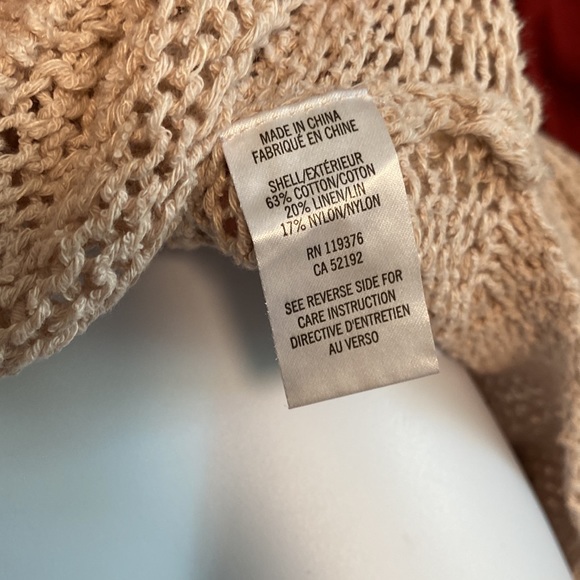 MADE IN CHINA
FABRIQUÉ EN CHINE
SHELL/EXTÉRIEUR
63% COTTON/COTON
20% LINEN/LIN
17% NYLON/NYLON
RN 119376
CA 52192
SEE REVERSE SIDE FOR
CARE INSTRUCTION
DIRECTIVE D'ENTRETIEN
AU VERSO